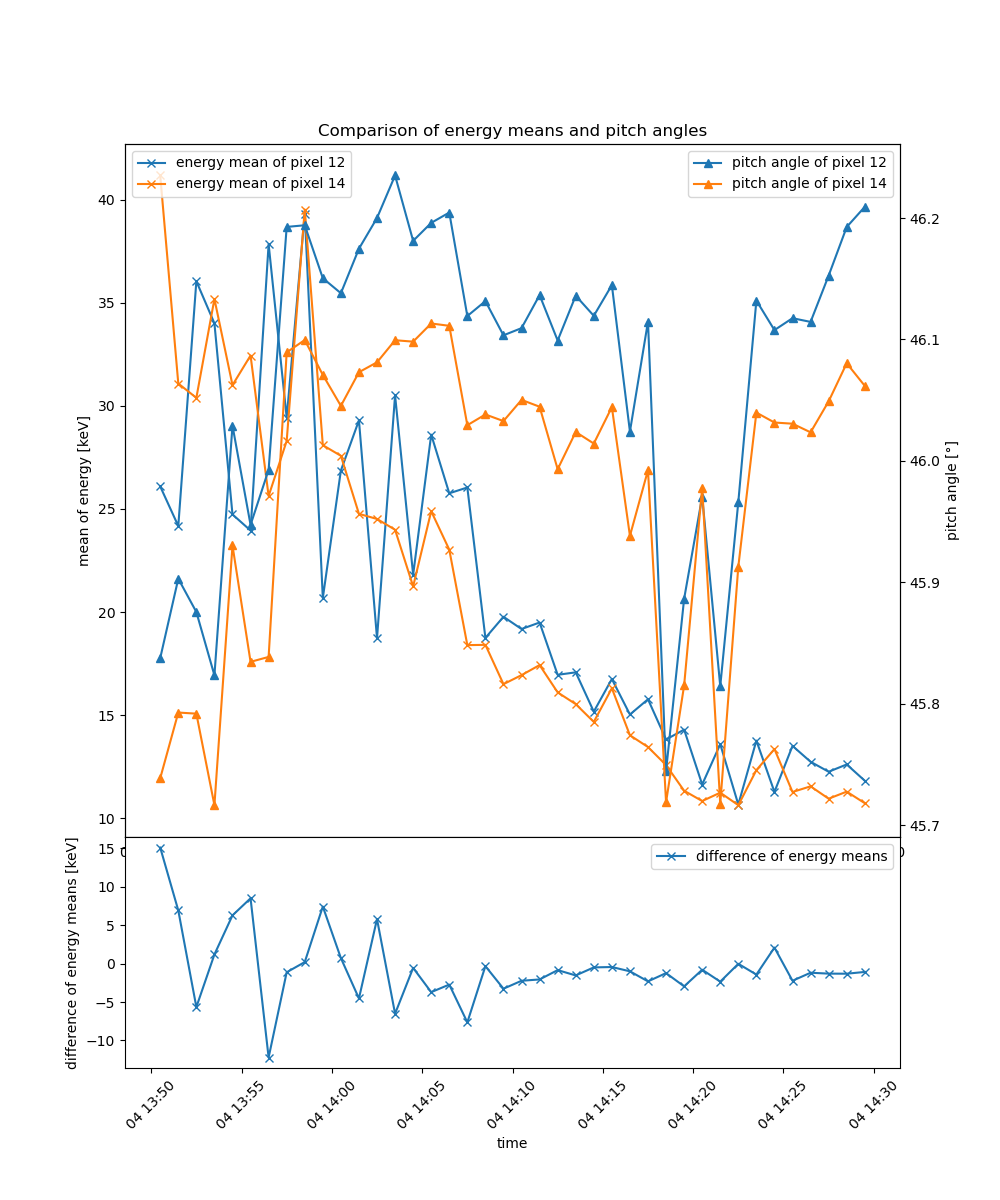 Comparison of energy means and pitch angles
energy mean of pixel 12
energy mean of pixel 14
pitch angle of pixel 12
pitch angle of pixel 14
mean of energy [keV]
40
35
30
25
20
15
10
pitch angle [°]
46.2
46.1
46.0
45.9
45.8
45.7
difference of energy means
difference of energy means [keV]
15
10
5
0
−5
−10
04 13:50
04 13:55
04 14:00
04 14:05
04 14:10
04 14:15
04 14:20
04 14:25
04 14:30
time